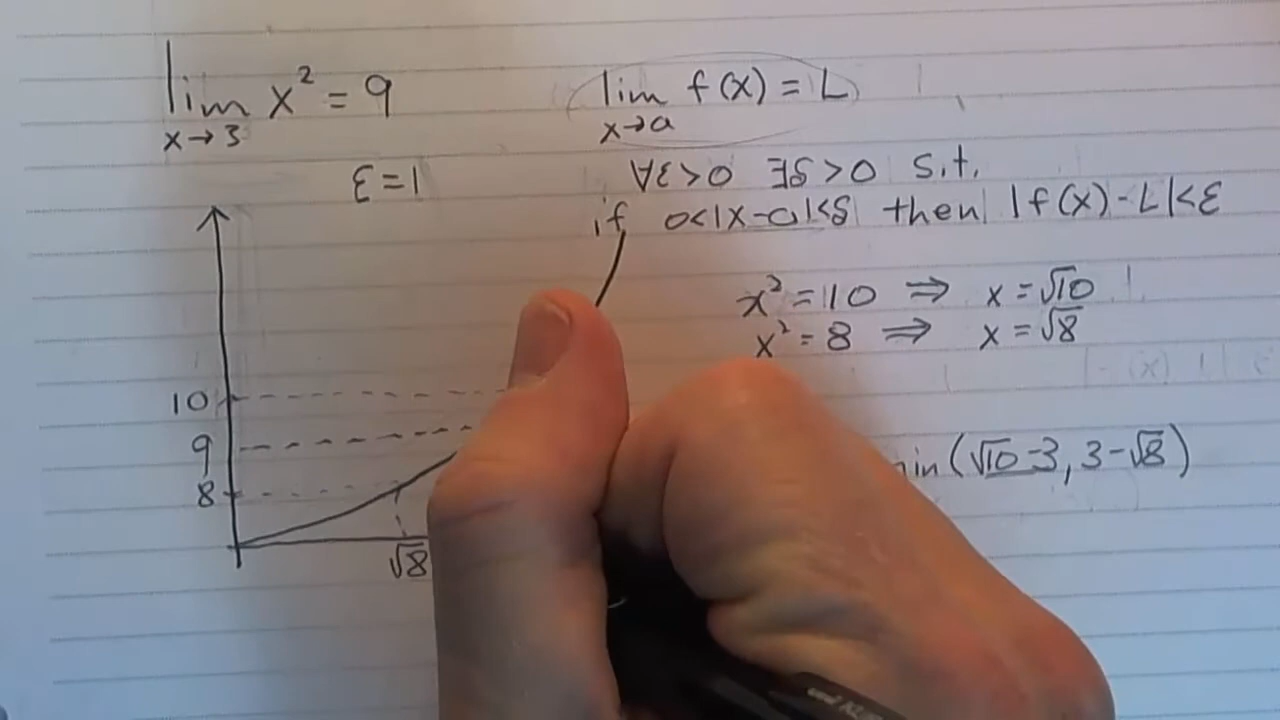 lim x² = 9
x→3
ε=1
lim f(x) = L
x→a
∀ε>0 ∃δ>0 s.t.
if 0<|x-a|<δ then |f(x)-L|<ε
x²=10 ⇒ x=√10
x²=8 ⇒ x=√8
10
9
8
√8
in(√10-3, 3-√8)